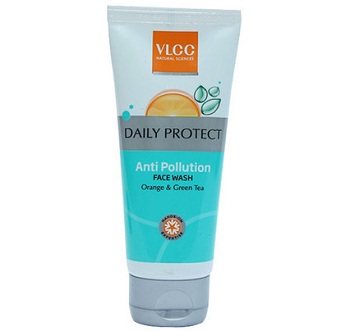 VLCC
NATURAL SCIENCES
DAILY PROTECT
Anti Pollution
FACE WASH
Orange & Green Tea